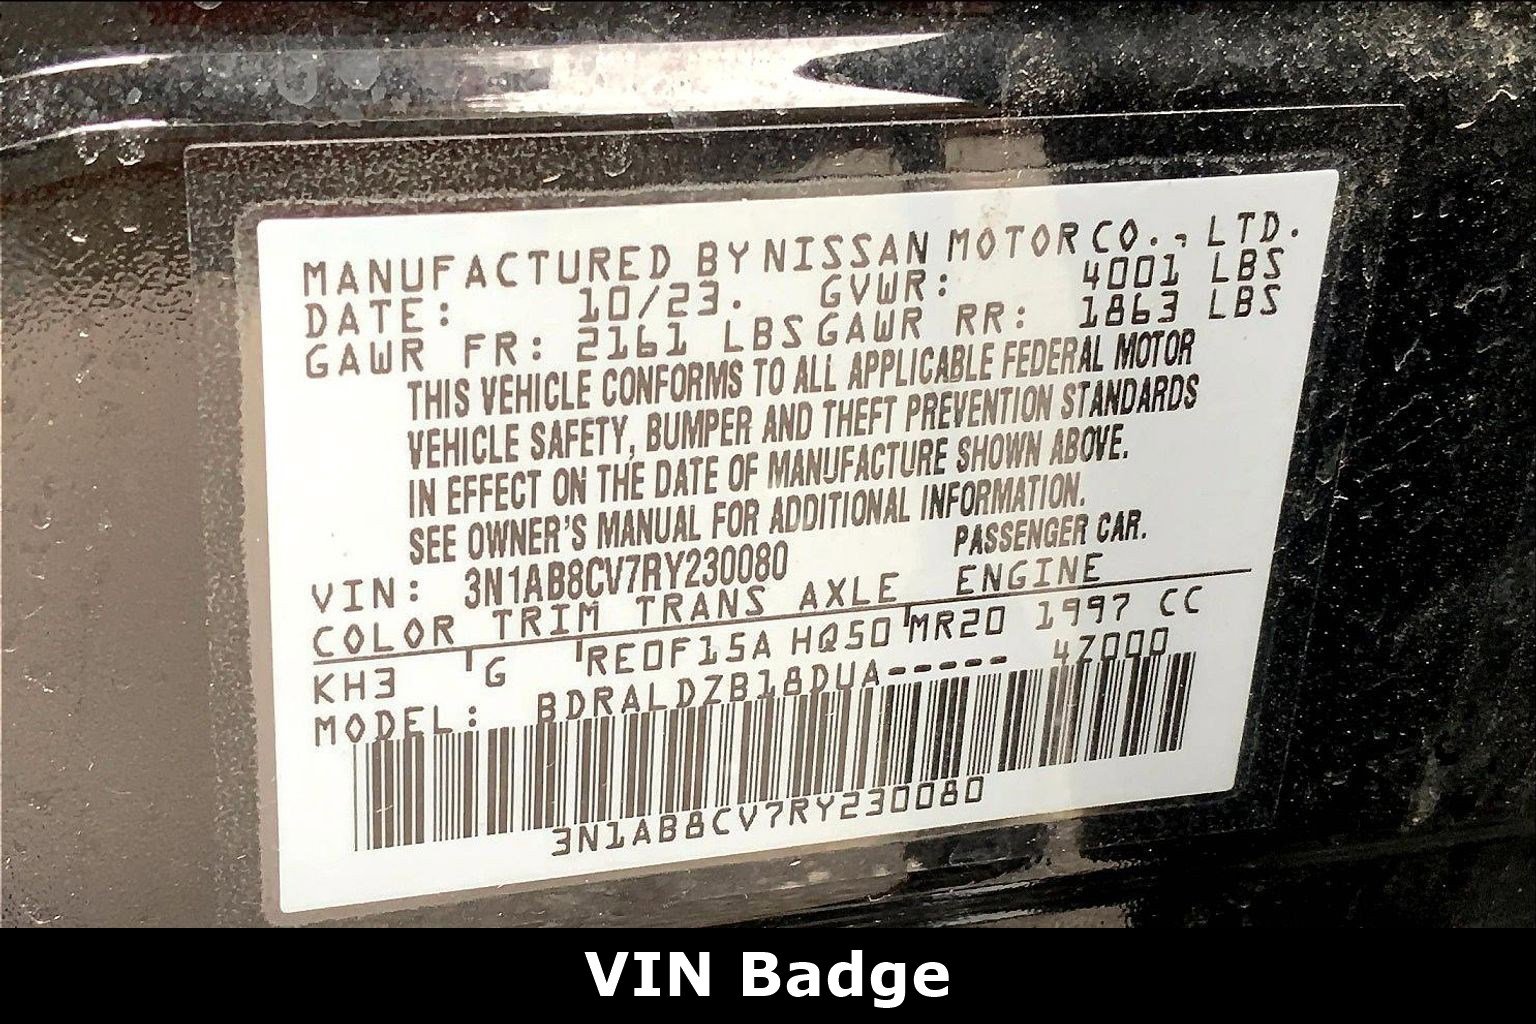 MANUFACTURED BY NISSAN MOTOR CO., LTD.
DATE: 10/23. GVWR: 4001 LBS
GAWR FR: 2161 LBS GAWR RR: 1863 LBS
THIS VEHICLE CONFORMS TO ALL APPLICABLE FEDERAL MOTOR
VEHICLE SAFETY, BUMPER AND THEFT PREVENTION STANDARDS
IN EFFECT ON THE DATE OF MANUFACTURE SHOWN ABOVE.
SEE OWNER'S MANUAL FOR ADDITIONAL INFORMATION.
VIN: 3N1AB8CV7RY230080 PASSENGER CAR.
COLOR TRIM TRANS AXLE ENGINE
KH3 G RE0F15A HQ50 MR20 1997 CC
MODEL: BDRALDZB18DUA----- 4Z000
3N1AB8CV7RY230080
VIN Badge